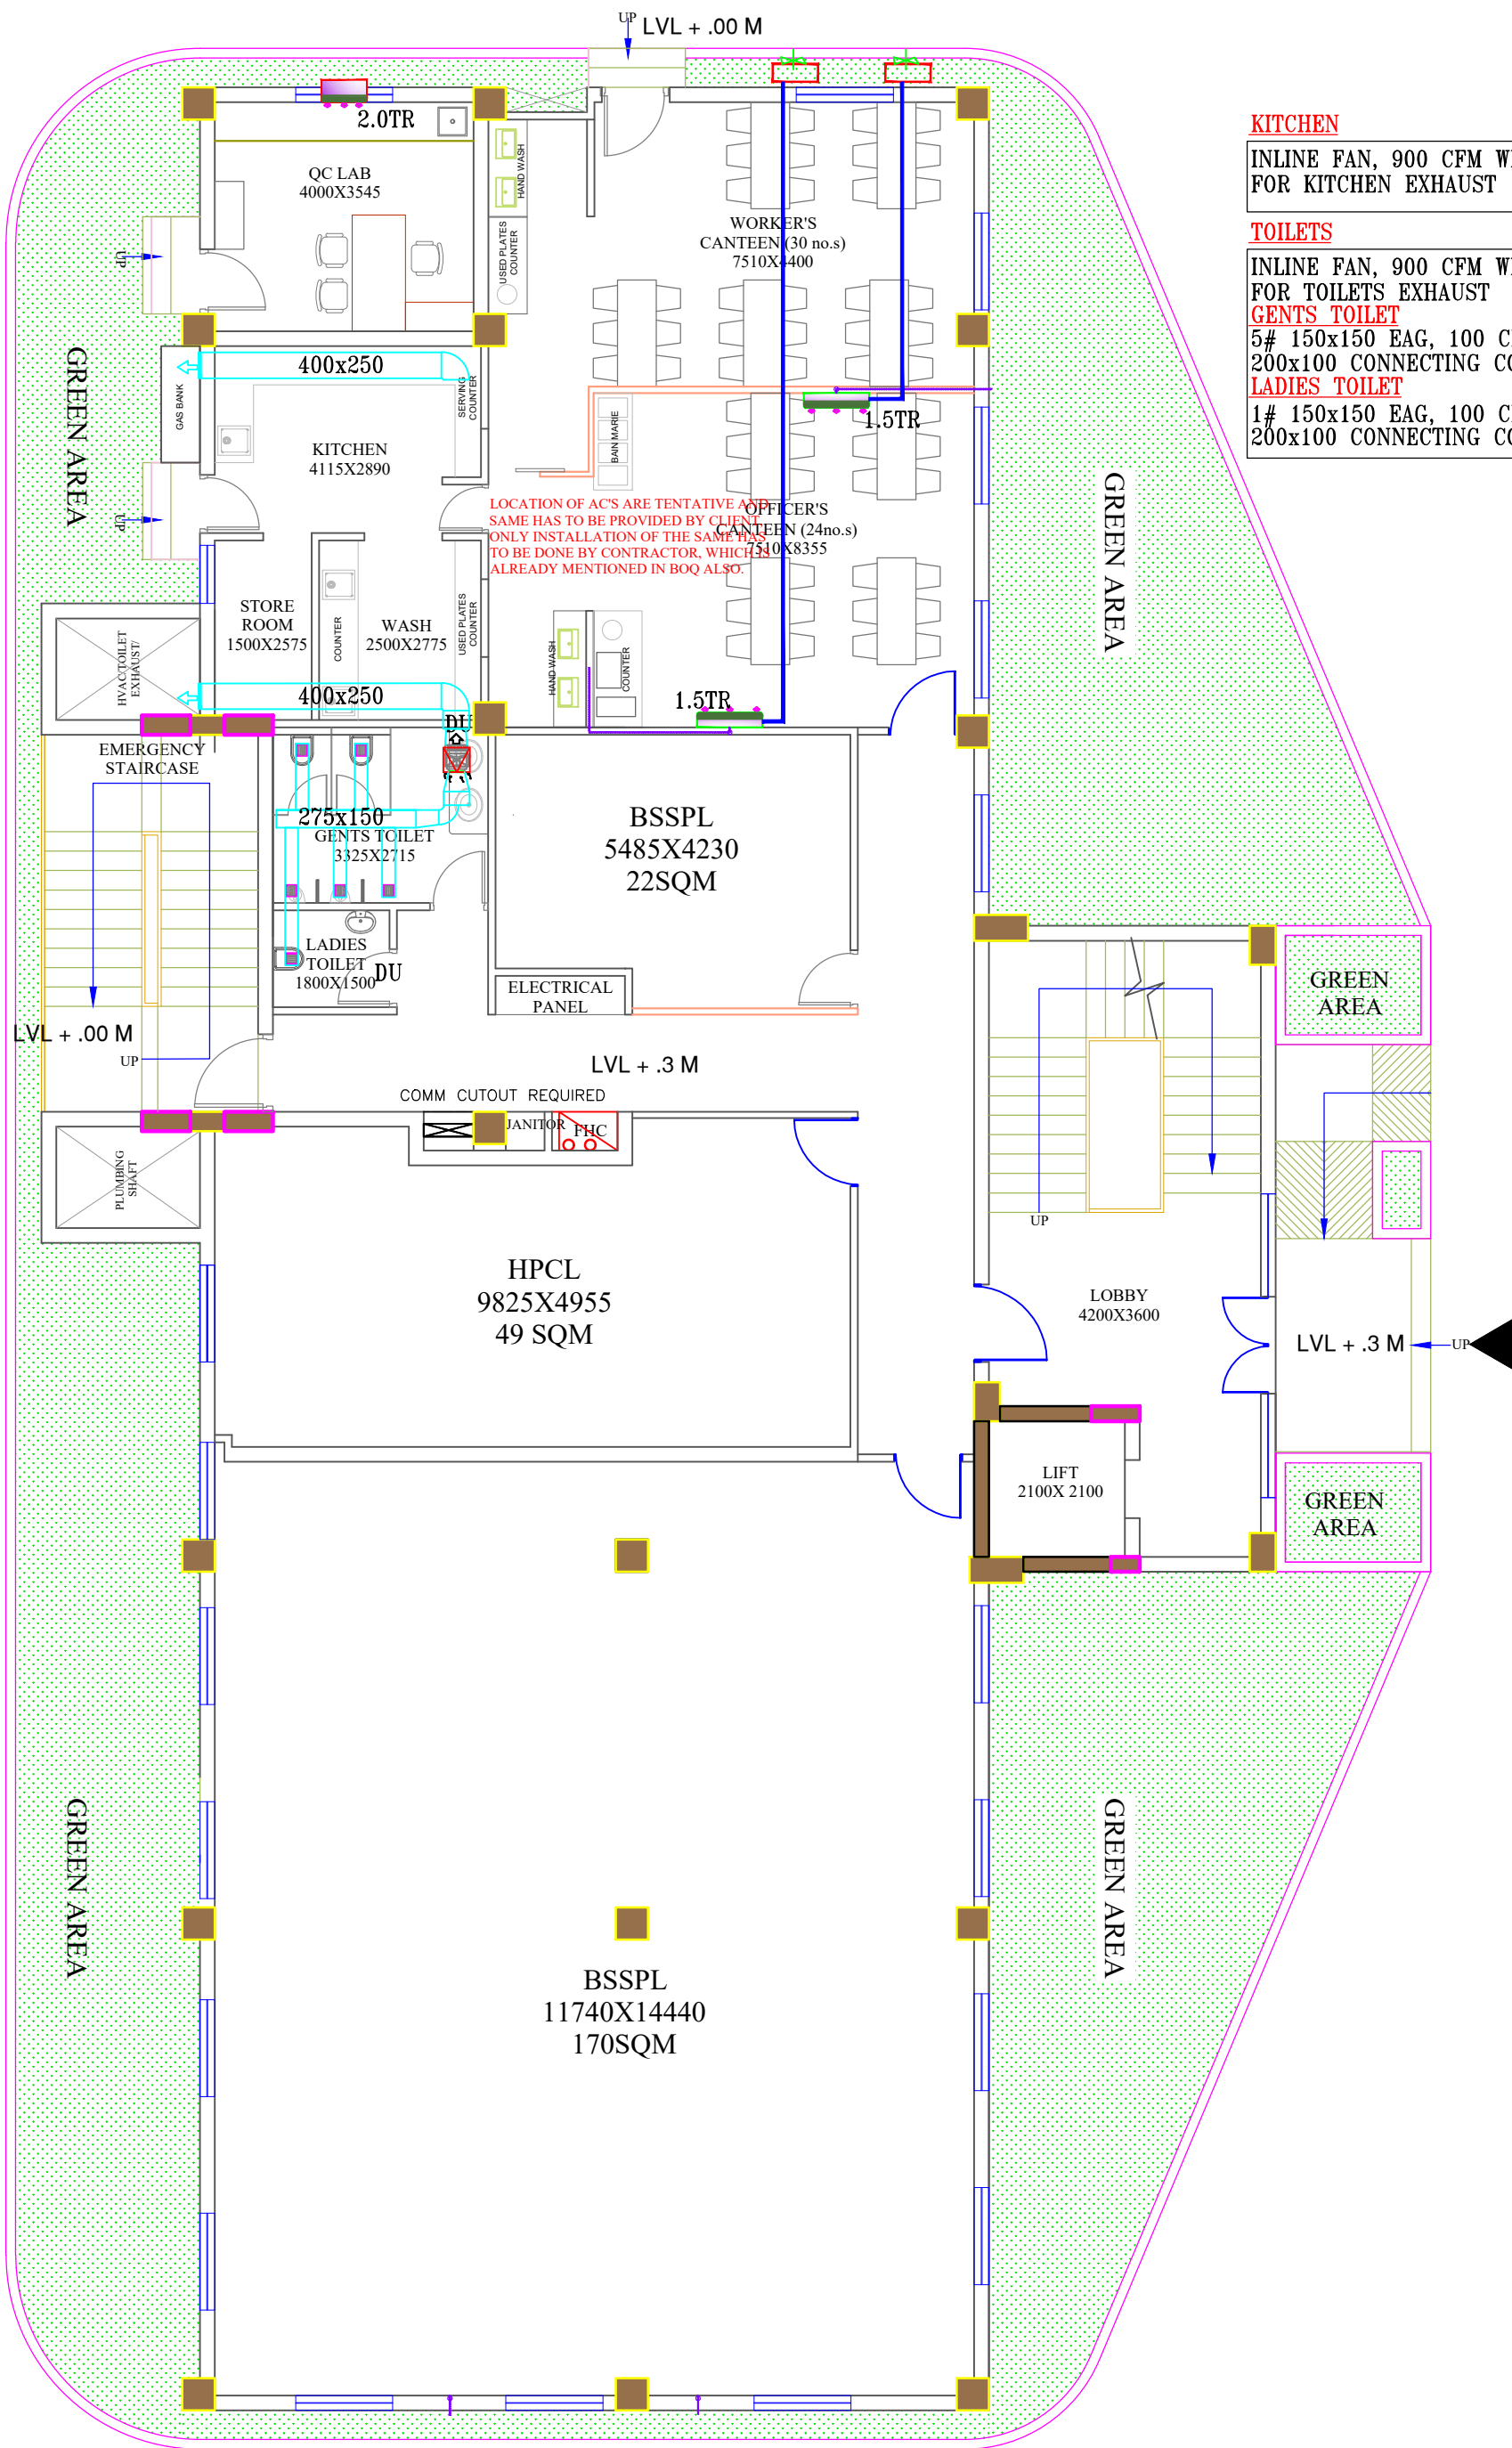 UP
LVL + .00 M
2.0TR
QC LAB
4000X3545
HAND WASH
USED PLATES
COUNTER
WORKER'S
CANTEEN (30 no.s)
7510X4400
KITCHEN
INLINE FAN, 900 CFM
FOR KITCHEN EXHAUST
TOILETS
INLINE FAN, 900 CFM
FOR TOILETS EXHAUST
GENTS TOILET
5# 150x150 EAG, 100
200x100 CONNECTING
LADIES TOILET
1# 150x150 EAG, 100
200x100 CONNECTING
UP
GREEN AREA
400x250
GAS BANK
SERVING
COUNTER
KITCHEN
4115X2890
BAIN MARIE
1.5TR
UP
LOCATION OF AC'S ARE TENTATIVE AND
SAME HAS TO BE PROVIDED BY CLIENT
ONLY INSTALLATION OF THE SAME HAS
TO BE DONE BY CONTRACTOR, WHICH IS
ALREADY MENTIONED IN BOQ ALSO.
OFFICER'S
CANTEEN (24no.s)
7510X8355
GREEN AREA
STORE
ROOM
1500X2575
COUNTER
WASH
2500X2775
USED PLATES
COUNTER
HVAC/TOILET
EXHAUST/
HAND WASH
COUNTER
400x250
1.5TR
DU
EMERGENCY
STAIRCASE
275x150
GENTS TOILET
3325X2715
BSSPL
5485X4230
22SQM
LADIES
TOILET
1800X1500
DU
ELECTRICAL
PANEL
GREEN
AREA
LVL + .00 M
UP
LVL + .3 M
COMM CUTOUT REQUIRED
JANITOR
FHC
PLUMBING
SHAFT
UP
HPCL
9825X4955
49 SQM
LOBBY
4200X3600
LVL + .3 M
UP
LIFT
2100X 2100
GREEN
AREA
GREEN AREA
GREEN AREA
BSSPL
11740X14440
170SQM